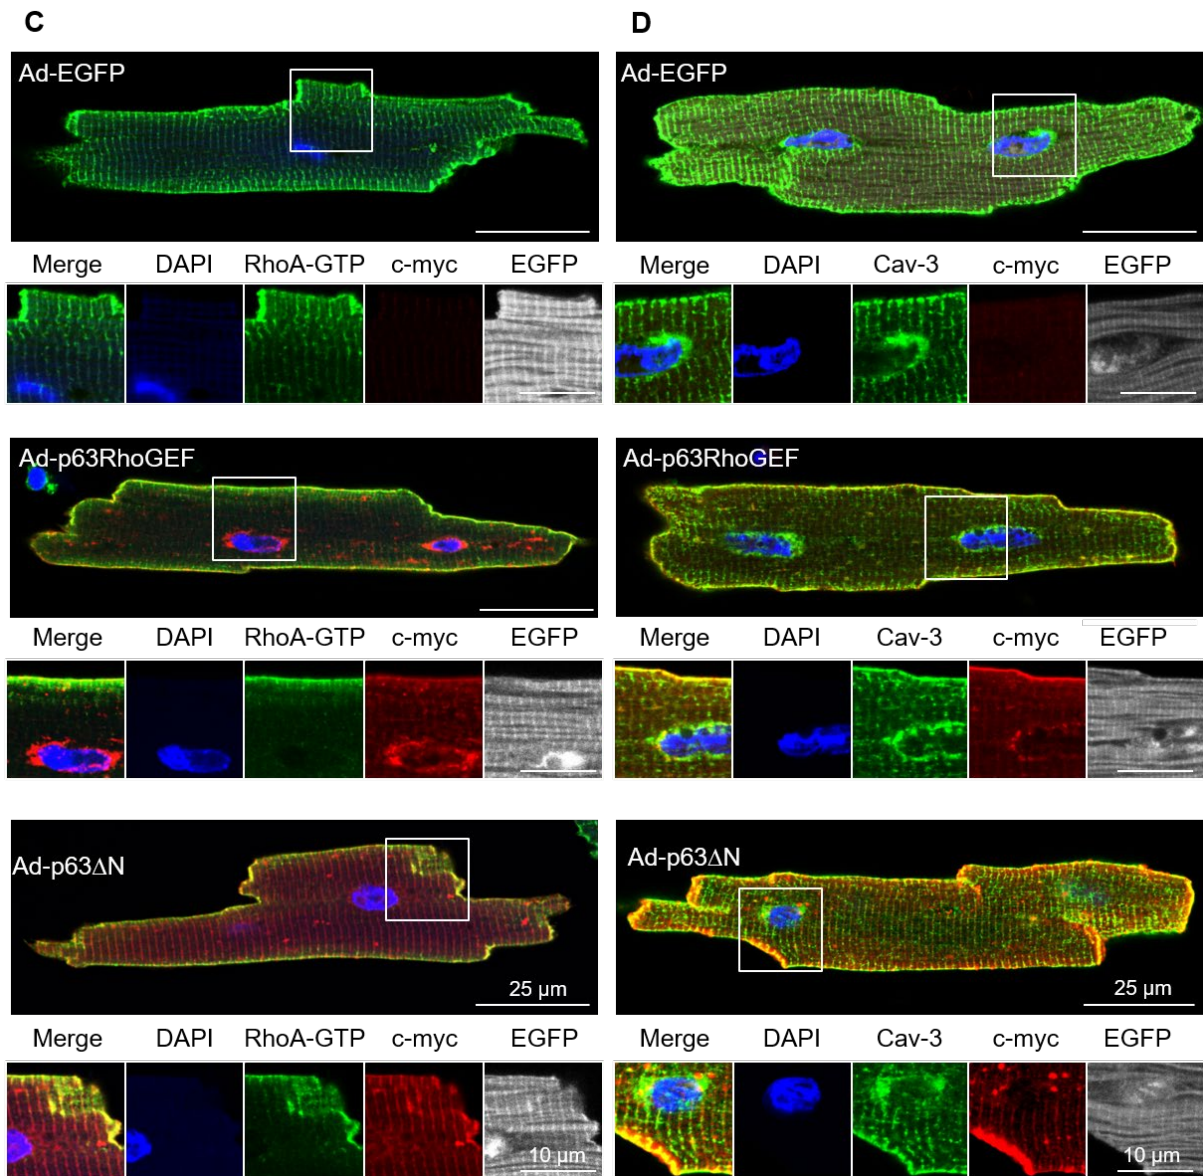 C
D
Ad-EGFP
Ad-EGFP
Merge DAPI RhoA-GTP c-myc EGFP
Merge DAPI Cav-3 c-myc EGFP
Ad-p63RhoGEF
Ad-p63RhoGEF
Merge DAPI RhoA-GTP c-myc EGFP
Merge DAPI Cav-3 c-myc EGFP
Ad-p63ΔN
Ad-p63ΔN
25 µm
25 µm
Merge DAPI RhoA-GTP c-myc EGFP
Merge DAPI Cav-3 c-myc EGFP
10 µm
10 µm